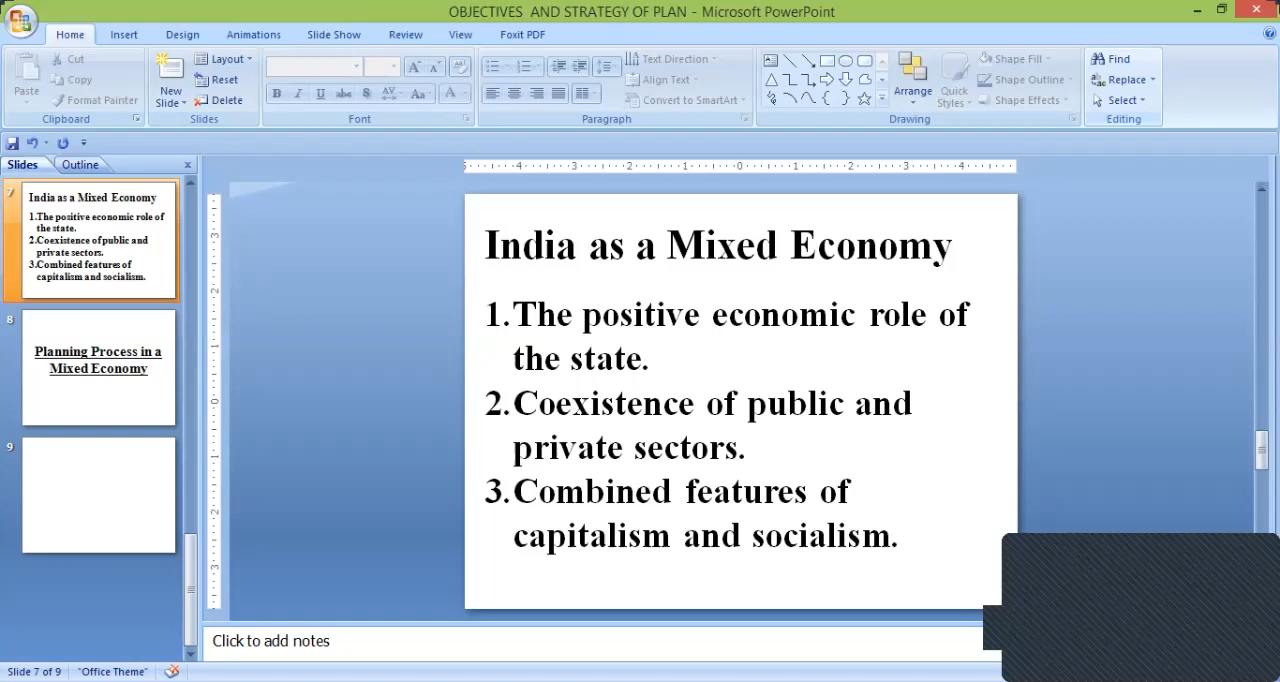 OBJECTIVES AND STRATEGY OF PLAN - Microsoft PowerPoint
Home Insert Design Animations Slide Show Review View Foxit PDF
Paste
Cut
Copy
Format Painter
Clipboard
New Slide
Layout
Reset
Delete
Slides
B I U abc S AV Aa A
Font
Text Direction
Align Text
Convert to SmartArt
Paragraph
Arrange
Quick Styles
Shape Fill
Shape Outline
Shape Effects
Drawing
Find
Replace
Select
Editing
Slides Outline
7
India as a Mixed Economy
1.The positive economic role of
the state.
2.Coexistence of public and
private sectors.
3.Combined features of
capitalism and socialism.
8
Planning Process in a
Mixed Economy
9
India as a Mixed Economy
1.The positive economic role of
the state.
2.Coexistence of public and
private sectors.
3.Combined features of
capitalism and socialism.
Click to add notes
Slide 7 of 9 "Office Theme"